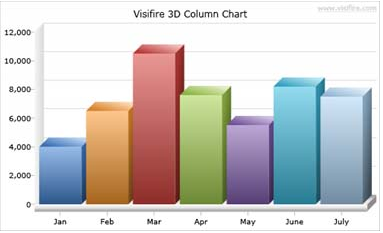 Visifire 3D Column Chart
www.visifire.com
12,000
10,000
8,000
6,000
4,000
2,000
0
Jan Feb Mar Apr May June July